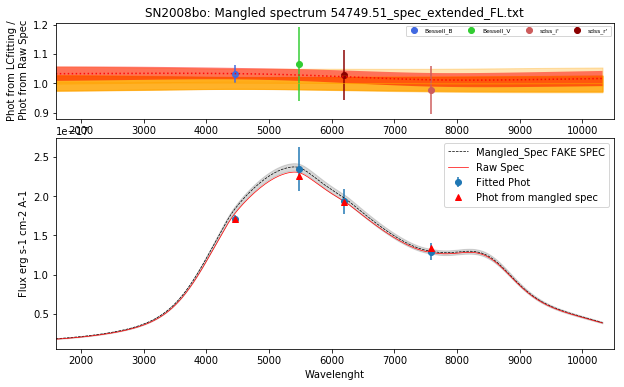 SN2008bo: Mangled spectrum 54749.51_spec_extended_FL.txt
Phot from LCfitting /
Phot from Raw Spec
1.2
1.1
1.0
0.9
Bessell_B
Bessell_V
sdss_i'
sdss_r'
2000 3000 4000 5000 6000 7000 8000 9000 10000
Flux erg s-1 cm-2 A-1
2.5
2.0
1.5
1.0
0.5
Mangled_Spec FAKE SPEC
Raw Spec
Fitted Phot
Phot from mangled spec
2000 3000 4000 5000 6000 7000 8000 9000 10000
Wavelenght